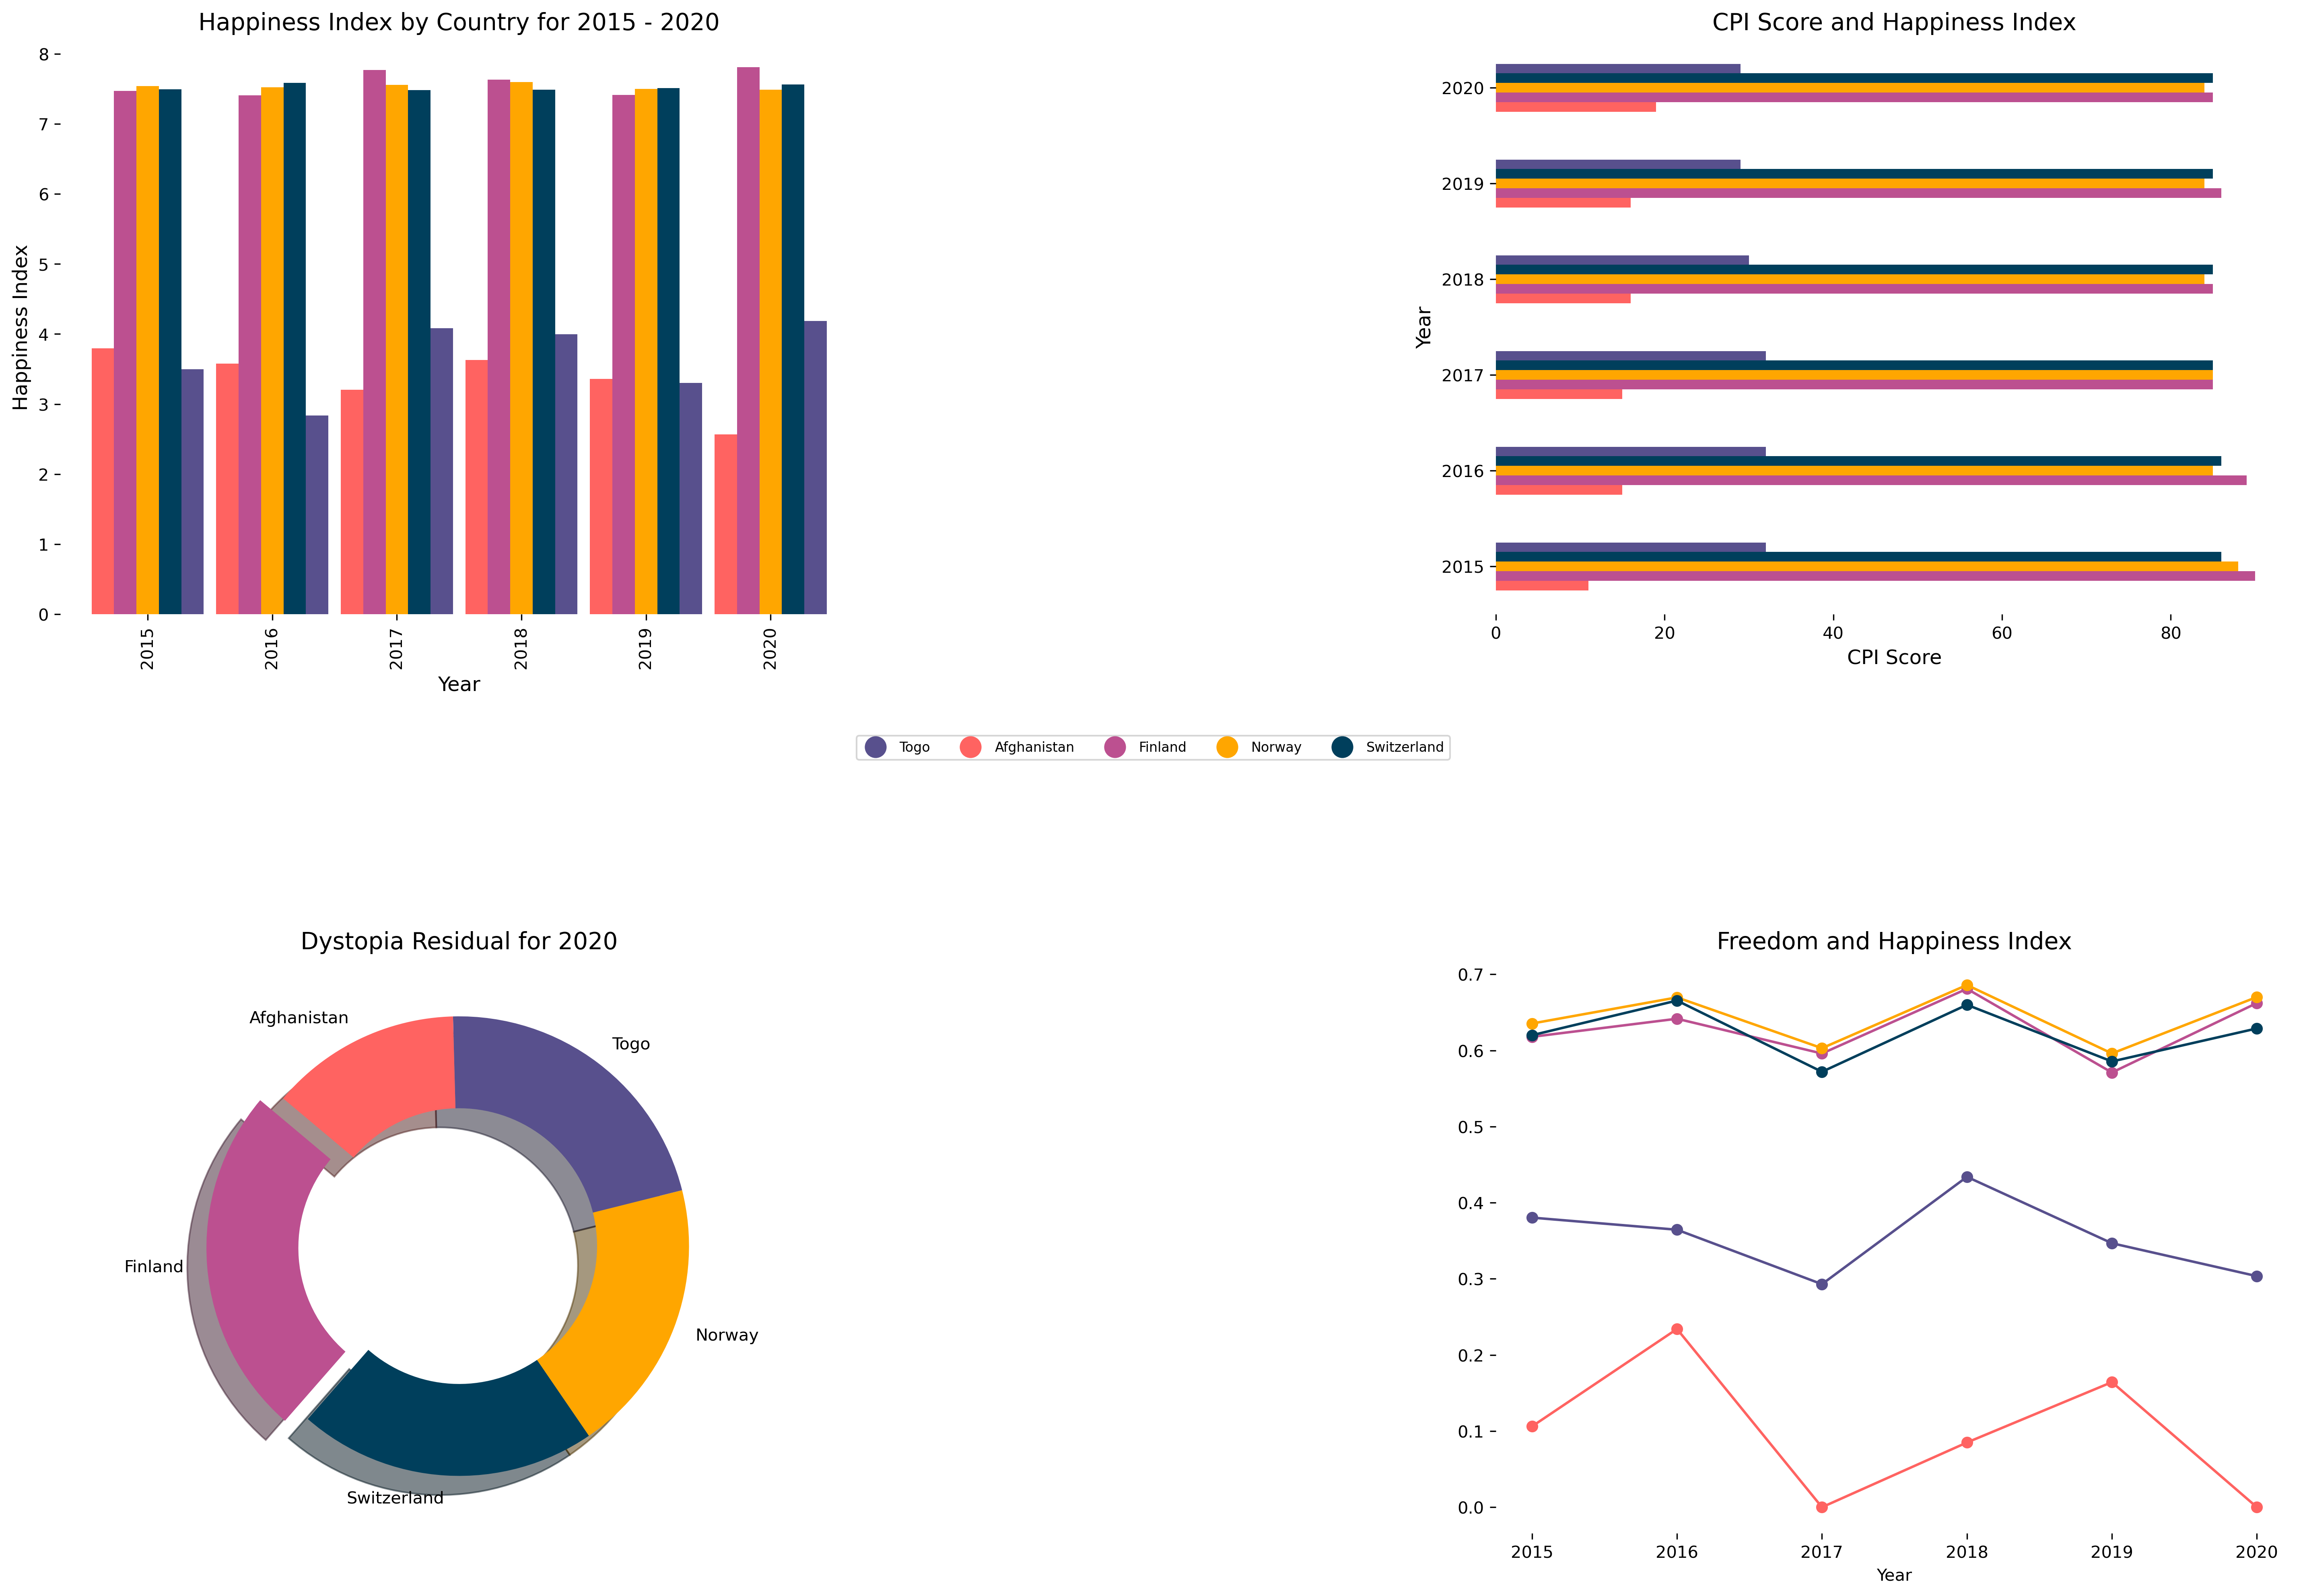 Happiness Index by Country for 2015 - 2020
8
7
6
5
4
3
2
1
0
Happiness Index
2015
2016
2017
2018
2019
2020
Year
CPI Score and Happiness Index
2020
2019
2018
2017
2016
2015
Year
0
20
40
60
80
CPI Score
Togo
Afghanistan
Finland
Norway
Switzerland
Dystopia Residual for 2020
Afghanistan
Togo
Finland
Norway
Switzerland
Freedom and Happiness Index
0.7
0.6
0.5
0.4
0.3
0.2
0.1
0.0
2015
2016
2017
2018
2019
2020
Year